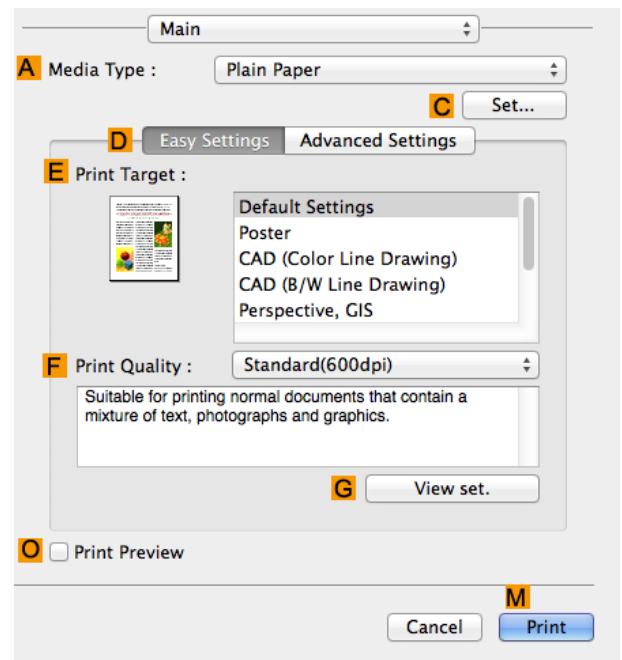 Main
A Media Type : Plain Paper
C Set...
D Easy Settings Advanced Settings
E Print Target :
Default Settings
Poster
CAD (Color Line Drawing)
CAD (B/W Line Drawing)
Perspective, GIS
F Print Quality : Standard(600dpi)
Suitable for printing normal documents that contain a
mixture of text, photographs and graphics.
G View set.
O Print Preview
M
Cancel Print